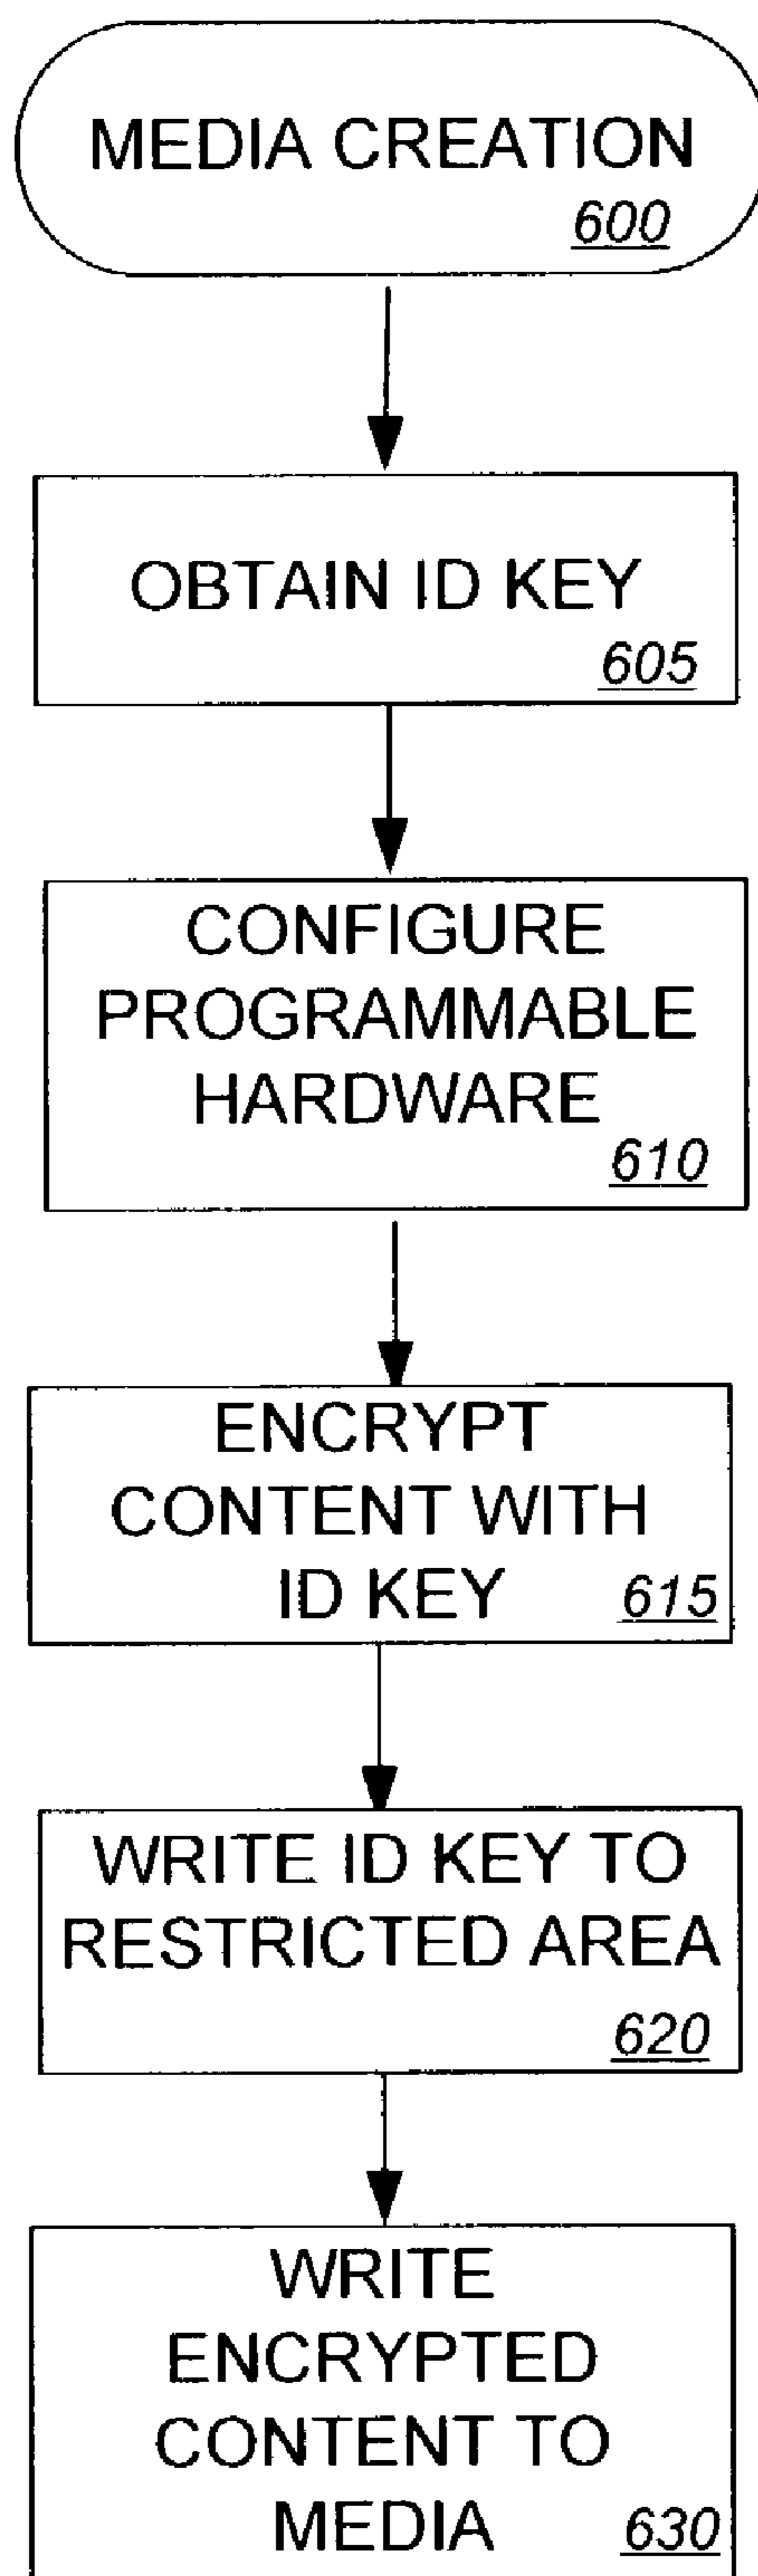 MEDIA CREATION
600
OBTAIN ID KEY
605
CONFIGURE
PROGRAMMABLE
HARDWARE
610
ENCRYPT
CONTENT WITH
ID KEY
615
WRITE ID KEY TO
RESTRICTED AREA
620
WRITE
ENCRYPTED
CONTENT TO
MEDIA
630